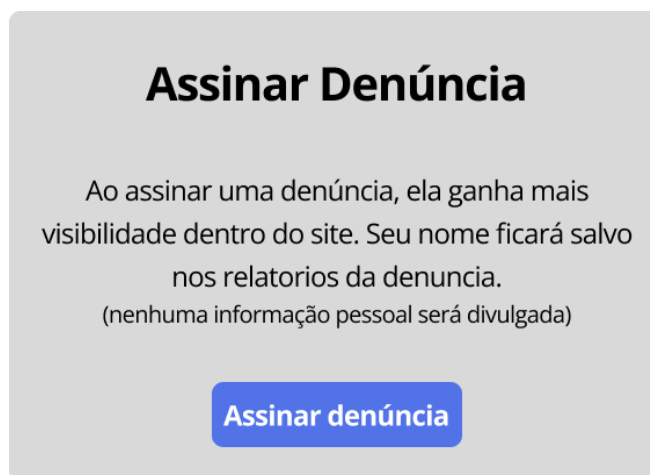 Assinar Denúncia
Ao assinar uma denúncia, ela ganha mais
visibilidade dentro do site. Seu nome ficará salvo
nos relatorios da denuncia.
(nenhuma informação pessoal será divulgada)
Assinar denúncia